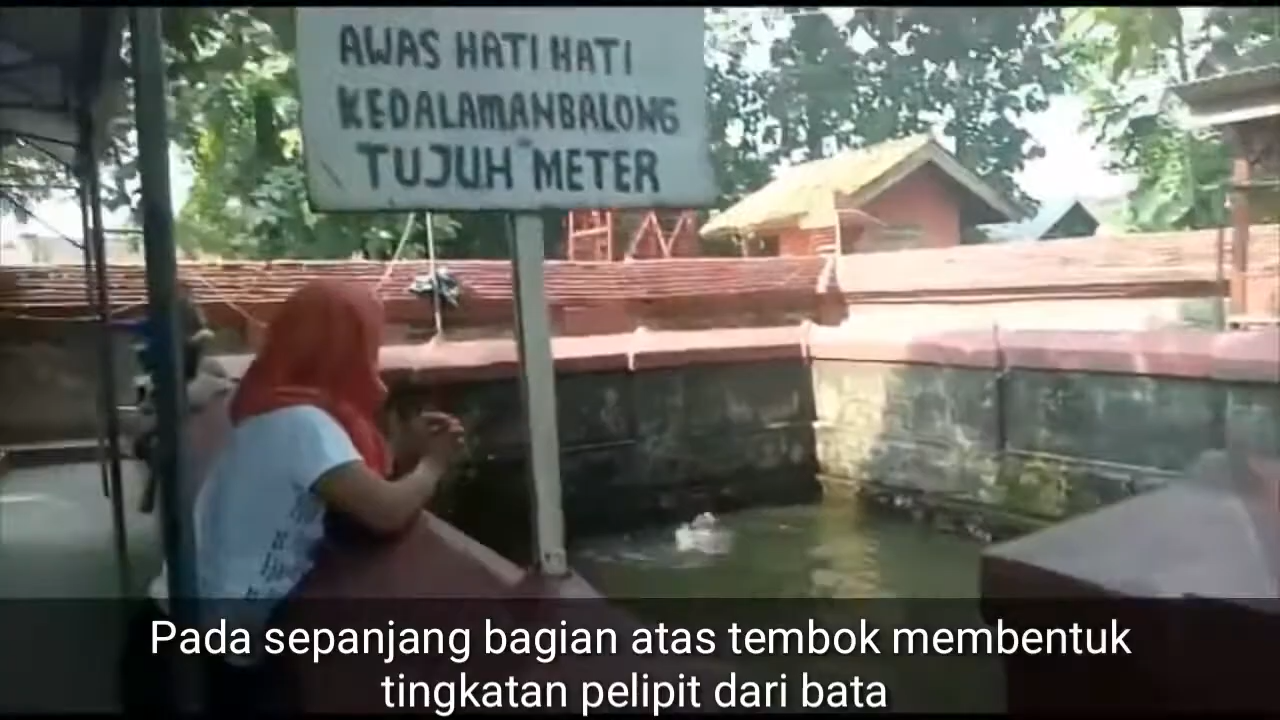 AWAS HATI HATI
KEDALAMANBALONG
TUJUH METER
Pada sepanjang bagian atas tembok membentuk
tingkatan pelipit dari bata